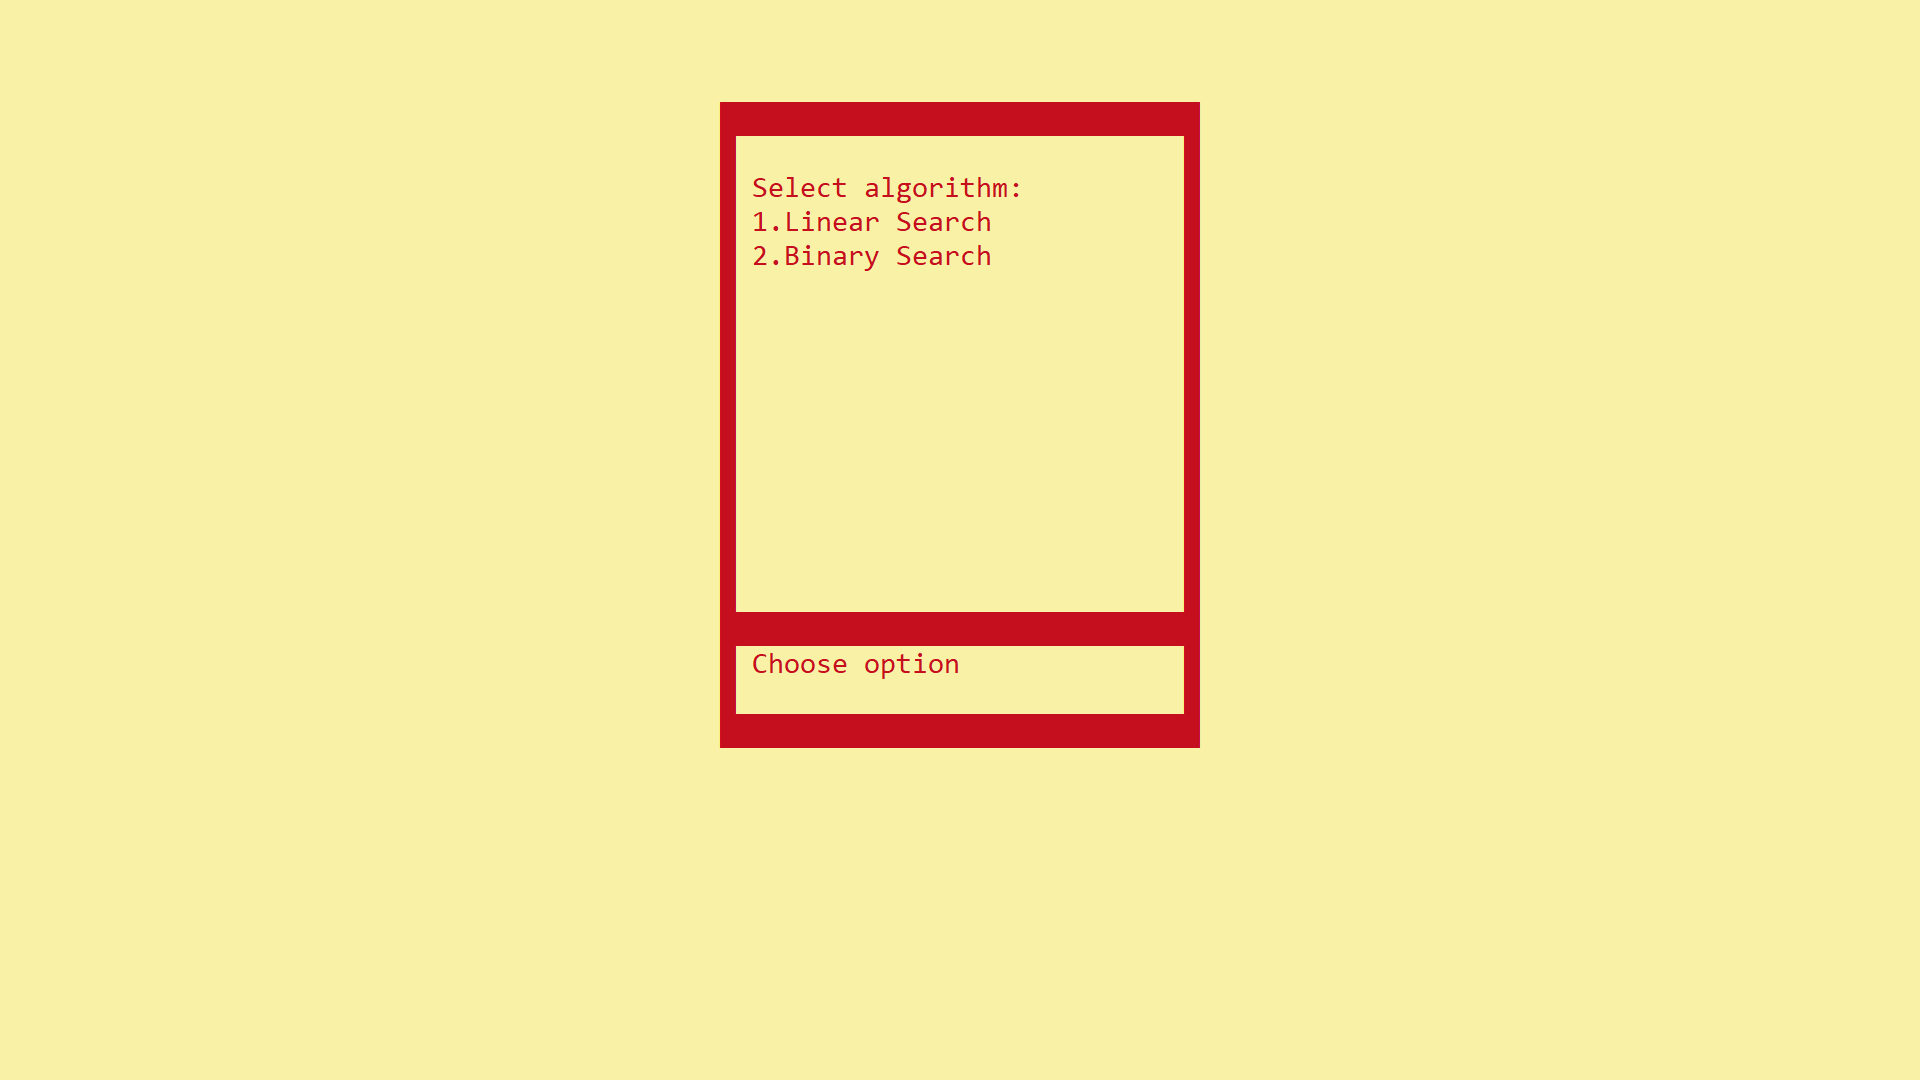 Select algorithm:
1.Linear Search
2.Binary Search
Choose option